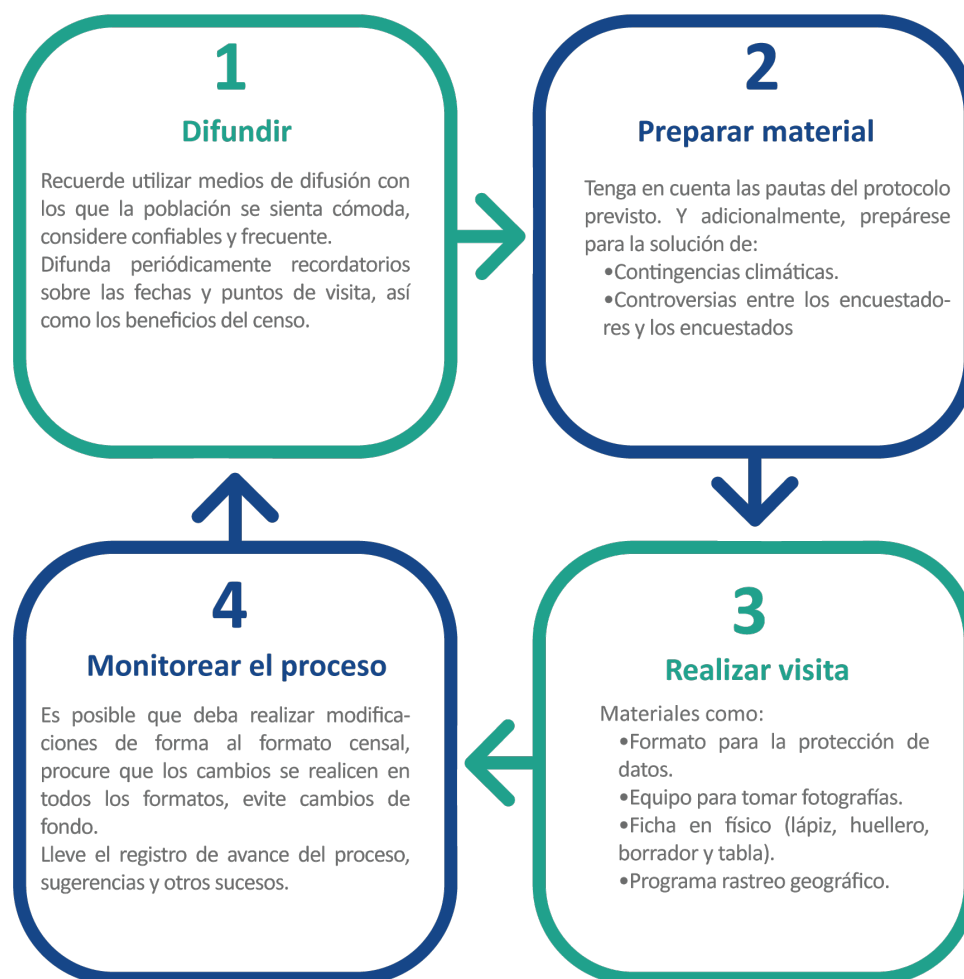 1
Difundir
Recuerde utilizar medios de difusión con
los que la población se sienta cómoda,
considere confiables y frecuente.
Difunda periódicamente recordatorios
sobre las fechas y puntos de visita, así
como los beneficios del censo.
2
Preparar material
Tenga en cuenta las pautas del protocolo
previsto. Y adicionalmente, prepárese
para la solución de:
•Contingencias climáticas.
•Controversias entre los encuestado-
res y los encuestados
3
Realizar visita
Materiales como:
•Formato para la protección de
datos.
•Equipo para tomar fotografías.
•Ficha en físico (lápiz, huellero,
borrador y tabla).
•Programa rastreo geográfico.
4
Monitorear el proceso
Es posible que deba realizar modifica-
ciones de forma al formato censal,
procure que los cambios se realicen en
todos los formatos, evite cambios de
fondo.
Lleve el registro de avance del proceso,
sugerencias y otros sucesos.